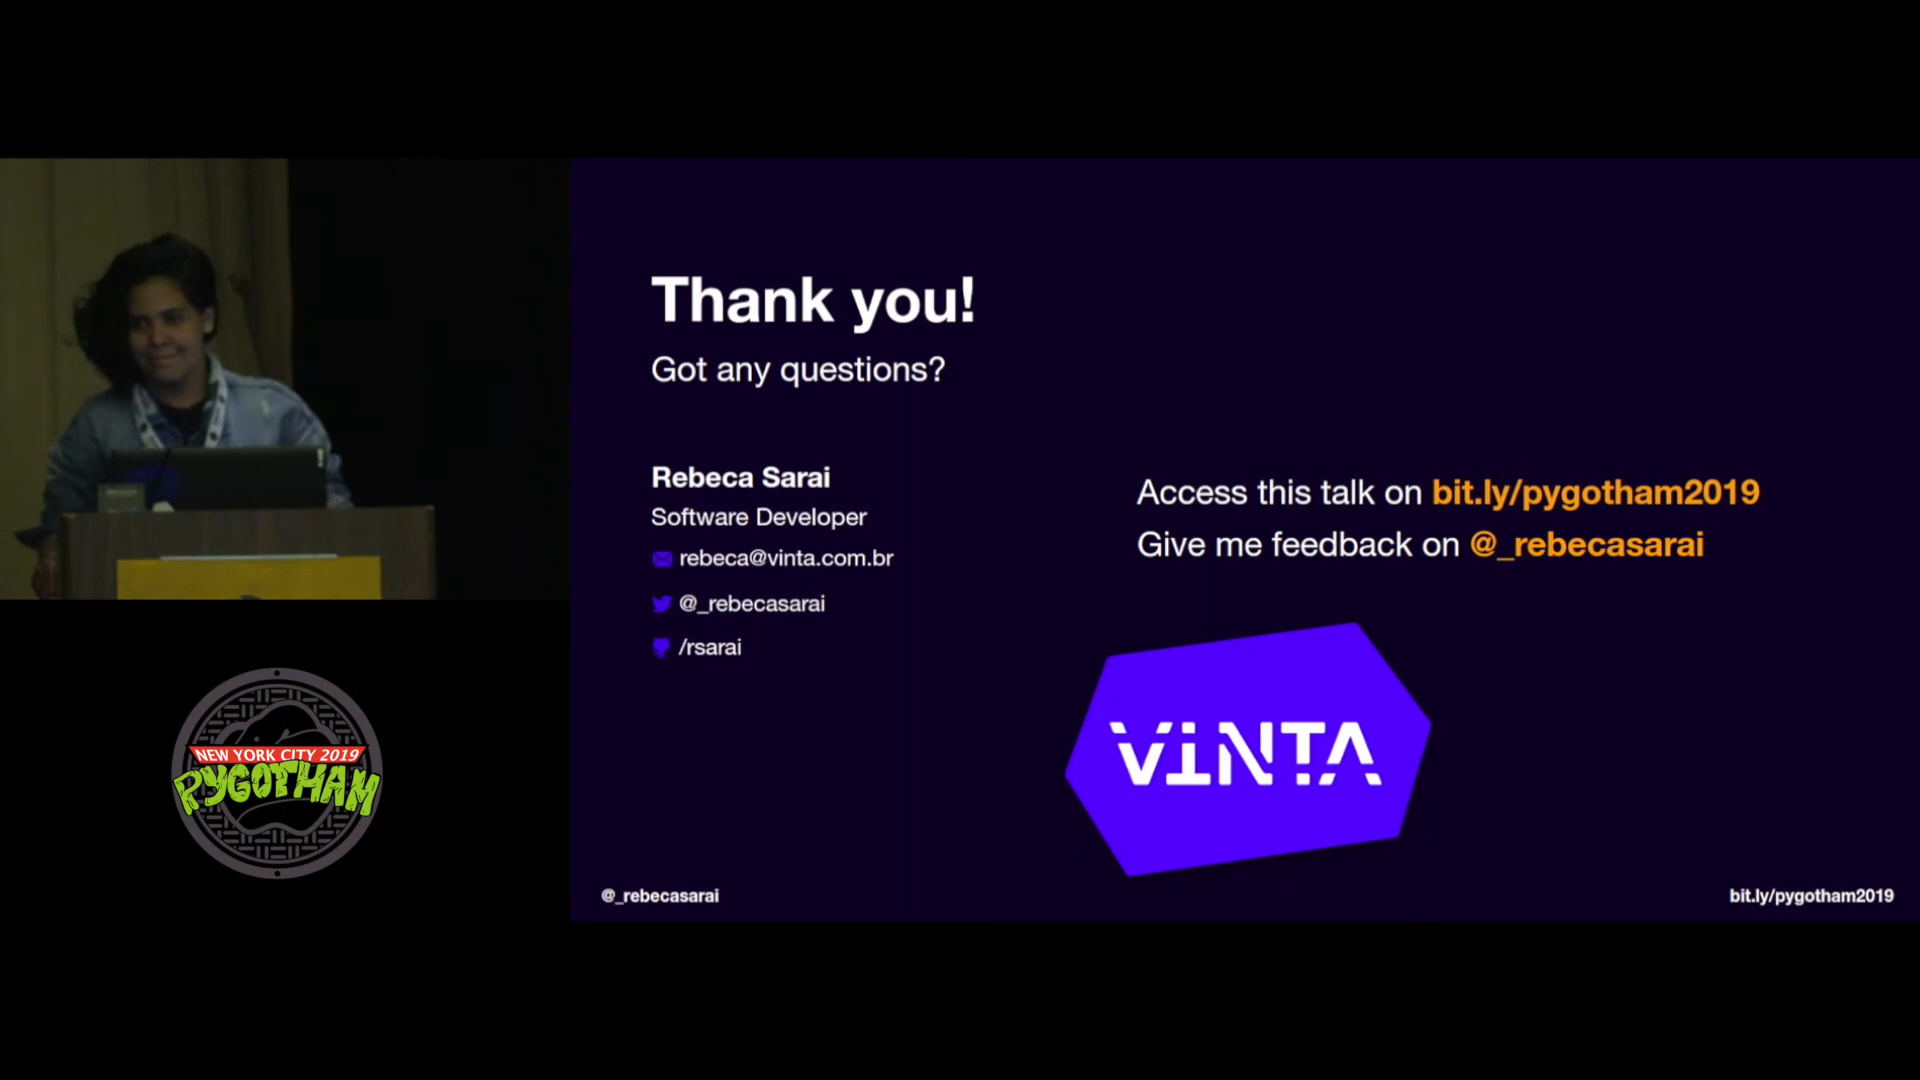 Thank you!
Got any questions?
Rebeca Sarai
Software Developer
rebeca@vinta.com.br
@_rebecasarai
/rsarai
Access this talk on bit.ly/pygotham2019
Give me feedback on @_rebecasarai
VINTA
@_rebecasarai
bit.ly/pygotham2019
NEW YORK CITY 2019
PYGOTHAM